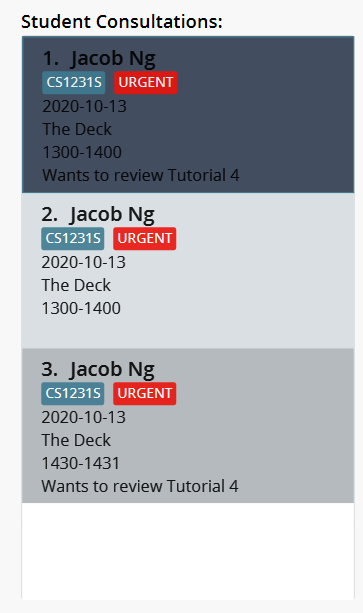 Student Consultations:
1. Jacob Ng
CS1231S URGENT
2020-10-13
The Deck
1300-1400
Wants to review Tutorial 4
2. Jacob Ng
CS1231S URGENT
2020-10-13
The Deck
1300-1400
3. Jacob Ng
CS1231S URGENT
2020-10-13
The Deck
1430-1431
Wants to review Tutorial 4